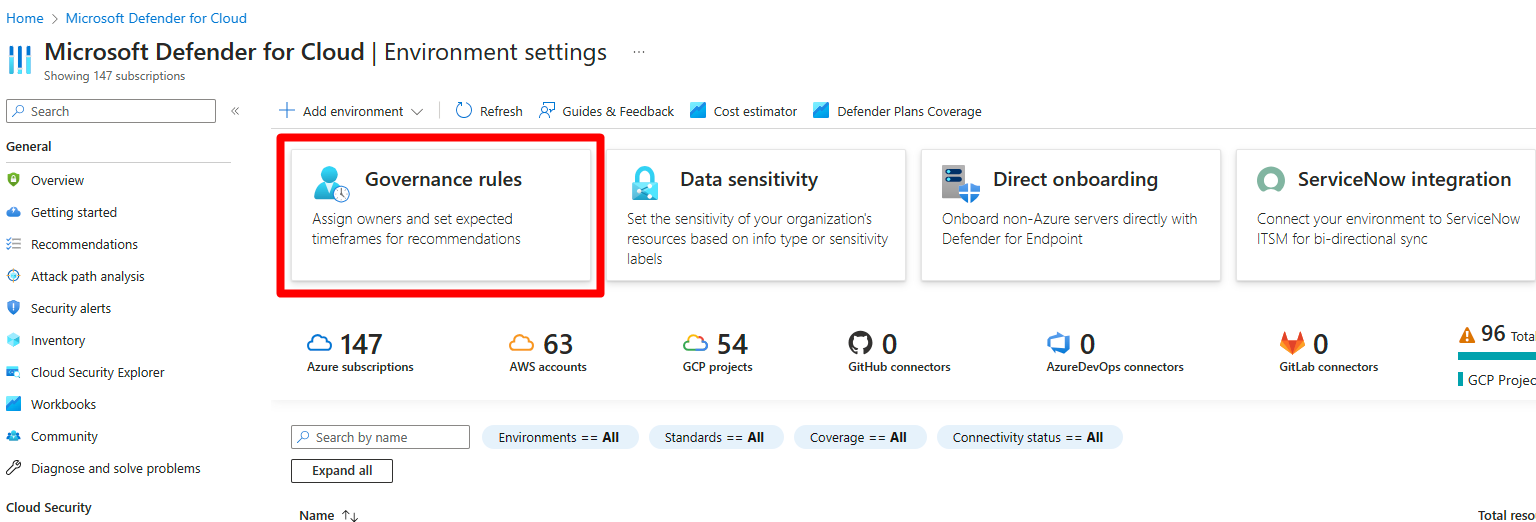 Home > Microsoft Defender for Cloud
Microsoft Defender for Cloud | Environment settings ...
Showing 147 subscriptions
Search «
Add environment Refresh Guides & Feedback Cost estimator Defender Plans Coverage
General
Overview
Getting started
Recommendations
Attack path analysis
Security alerts
Inventory
Cloud Security Explorer
Workbooks
Community
Diagnose and solve problems
Cloud Security
Governance rules
Assign owners and set expected
timeframes for recommendations
Data sensitivity
Set the sensitivity of your organization's
resources based on info type or sensitivity
labels
Direct onboarding
Onboard non-Azure servers directly with
Defender for Endpoint
ServiceNow integration
Connect your environment to ServiceNow
ITSM for bi-directional sync
147
Azure subscriptions
63
AWS accounts
54
GCP projects
0
GitHub connectors
0
AzureDevOps connectors
0
GitLab connectors
96 Tota
GCP Projec
Search by name Environments == All Standards == All Coverage == All Connectivity status == All
Expand all
Name ↑↓ Total reso